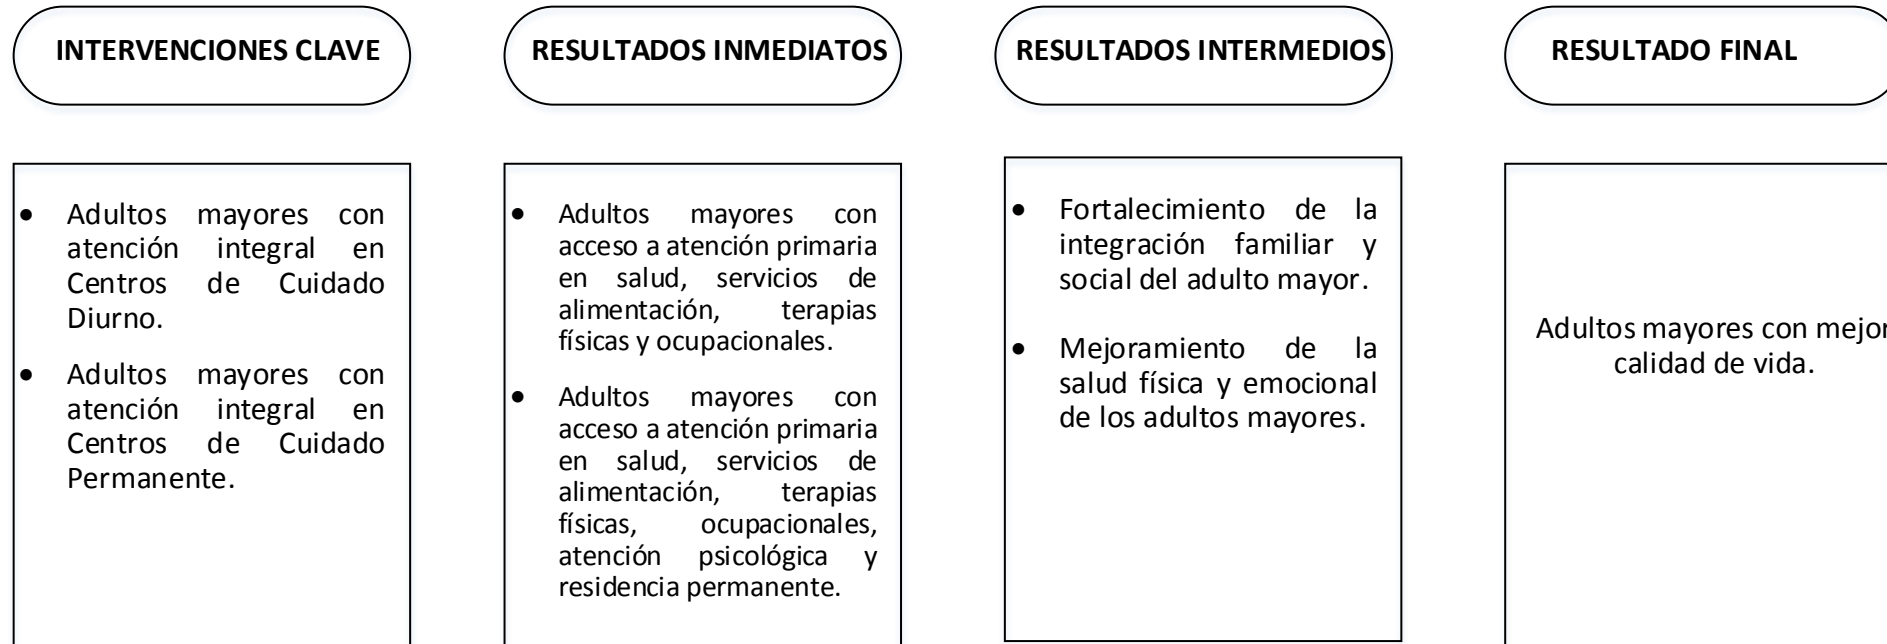 INTERVENCIONES CLAVE
RESULTADOS INMEDIATOS
RESULTADOS INTERMEDIOS
RESULTADO FINAL
• Adultos mayores con
atención integral en
Centros de Cuidado
Diurno.
• Adultos mayores con
atención integral en
Centros de Cuidado
Permanente.
• Adultos mayores con
acceso a atención primaria
en salud, servicios de
alimentación, terapias
físicas y ocupacionales.
• Adultos mayores con
acceso a atención primaria
en salud, servicios de
alimentación, terapias
físicas, ocupacionales,
atención psicológica y
residencia permanente.
• Fortalecimiento de la
integración familiar y
social del adulto mayor.
• Mejoramiento de la
salud física y emocional
de los adultos mayores.
Adultos mayores con mejor
calidad de vida.